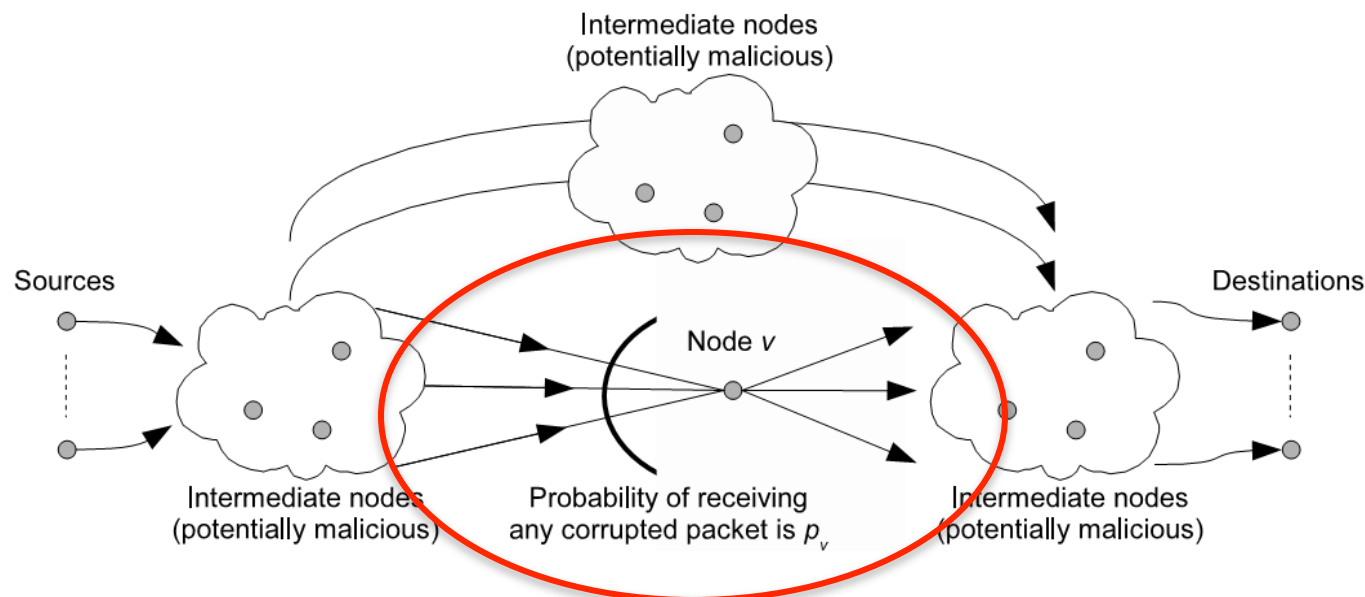 Intermediate nodes
(potentially malicious)
Sources
Destinations
Node v
Intermediate nodes
(potentially malicious)
Probability of receiving
any corrupted packet is pᵥ
Intermediate nodes
(potentially malicious)